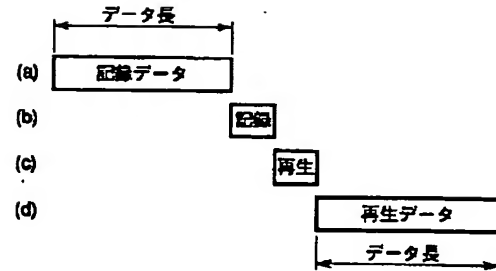 データ長
(a) 記録データ
(b) 記録
(c) 再生
(d) 再生データ
データ長